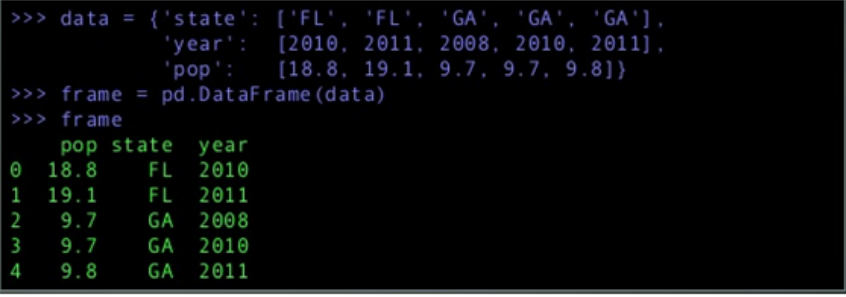 >>> data = {'state': ['FL', 'FL', 'GA', 'GA', 'GA'],
            'year':  [2010, 2011, 2008, 2010, 2011],
            'pop':   [18.8, 19.1, 9.7, 9.7, 9.8]}
>>> frame = pd.DataFrame(data)
>>> frame
    pop state  year
0  18.8    FL  2010
1  19.1    FL  2011
2   9.7    GA  2008
3   9.7    GA  2010
4   9.8    GA  2011